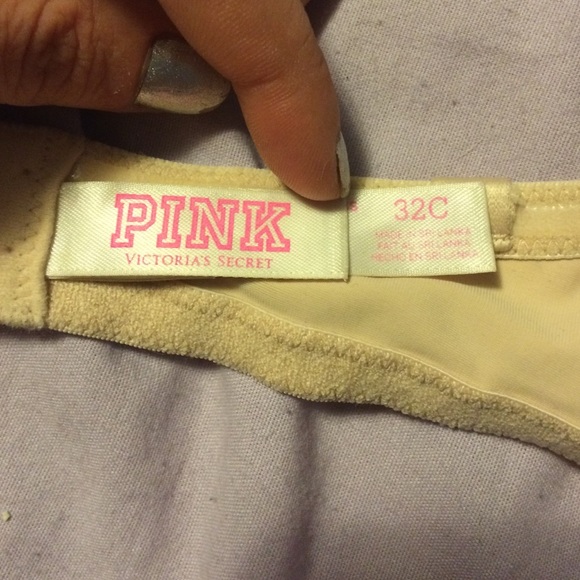 PINK
VICTORIA'S SECRET
32C
MADE IN SRI LANKA
FAIT AU SRI LANKA
HECHO EN SRI LANKA